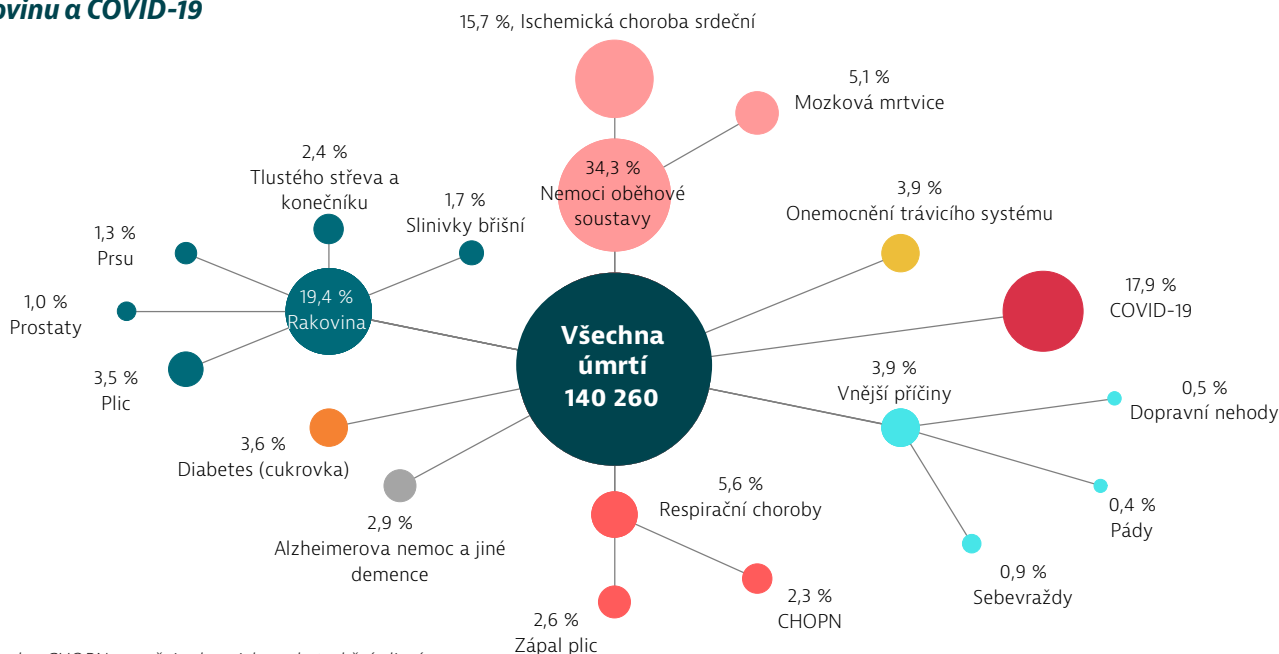 ovinu a COVID-19
15,7 %, Ischemická choroba srdeční
5,1 %
Mozková mrtvice
34,3 %
Nemoci oběhové
soustavy
2,4 %
Tlustého střeva a
konečníku
1,7 %
Slinivky břišní
1,3 %
Prsu
1,0 %
Prostaty
19,4 %
Rakovina
3,5 %
Plic
3,9 %
Onemocnění trávicího systému
17,9 %
COVID-19
Všechna
úmrtí
140 260
3,9 %
Vnější příčiny
0,5 %
Dopravní nehody
0,4 %
Pády
0,9 %
Sebevraždy
3,6 %
Diabetes (cukrovka)
2,9 %
Alzheimerova nemoc a jiné
demence
5,6 %
Respirační choroby
2,3 %
CHOPN
2,6 %
Zápal plic